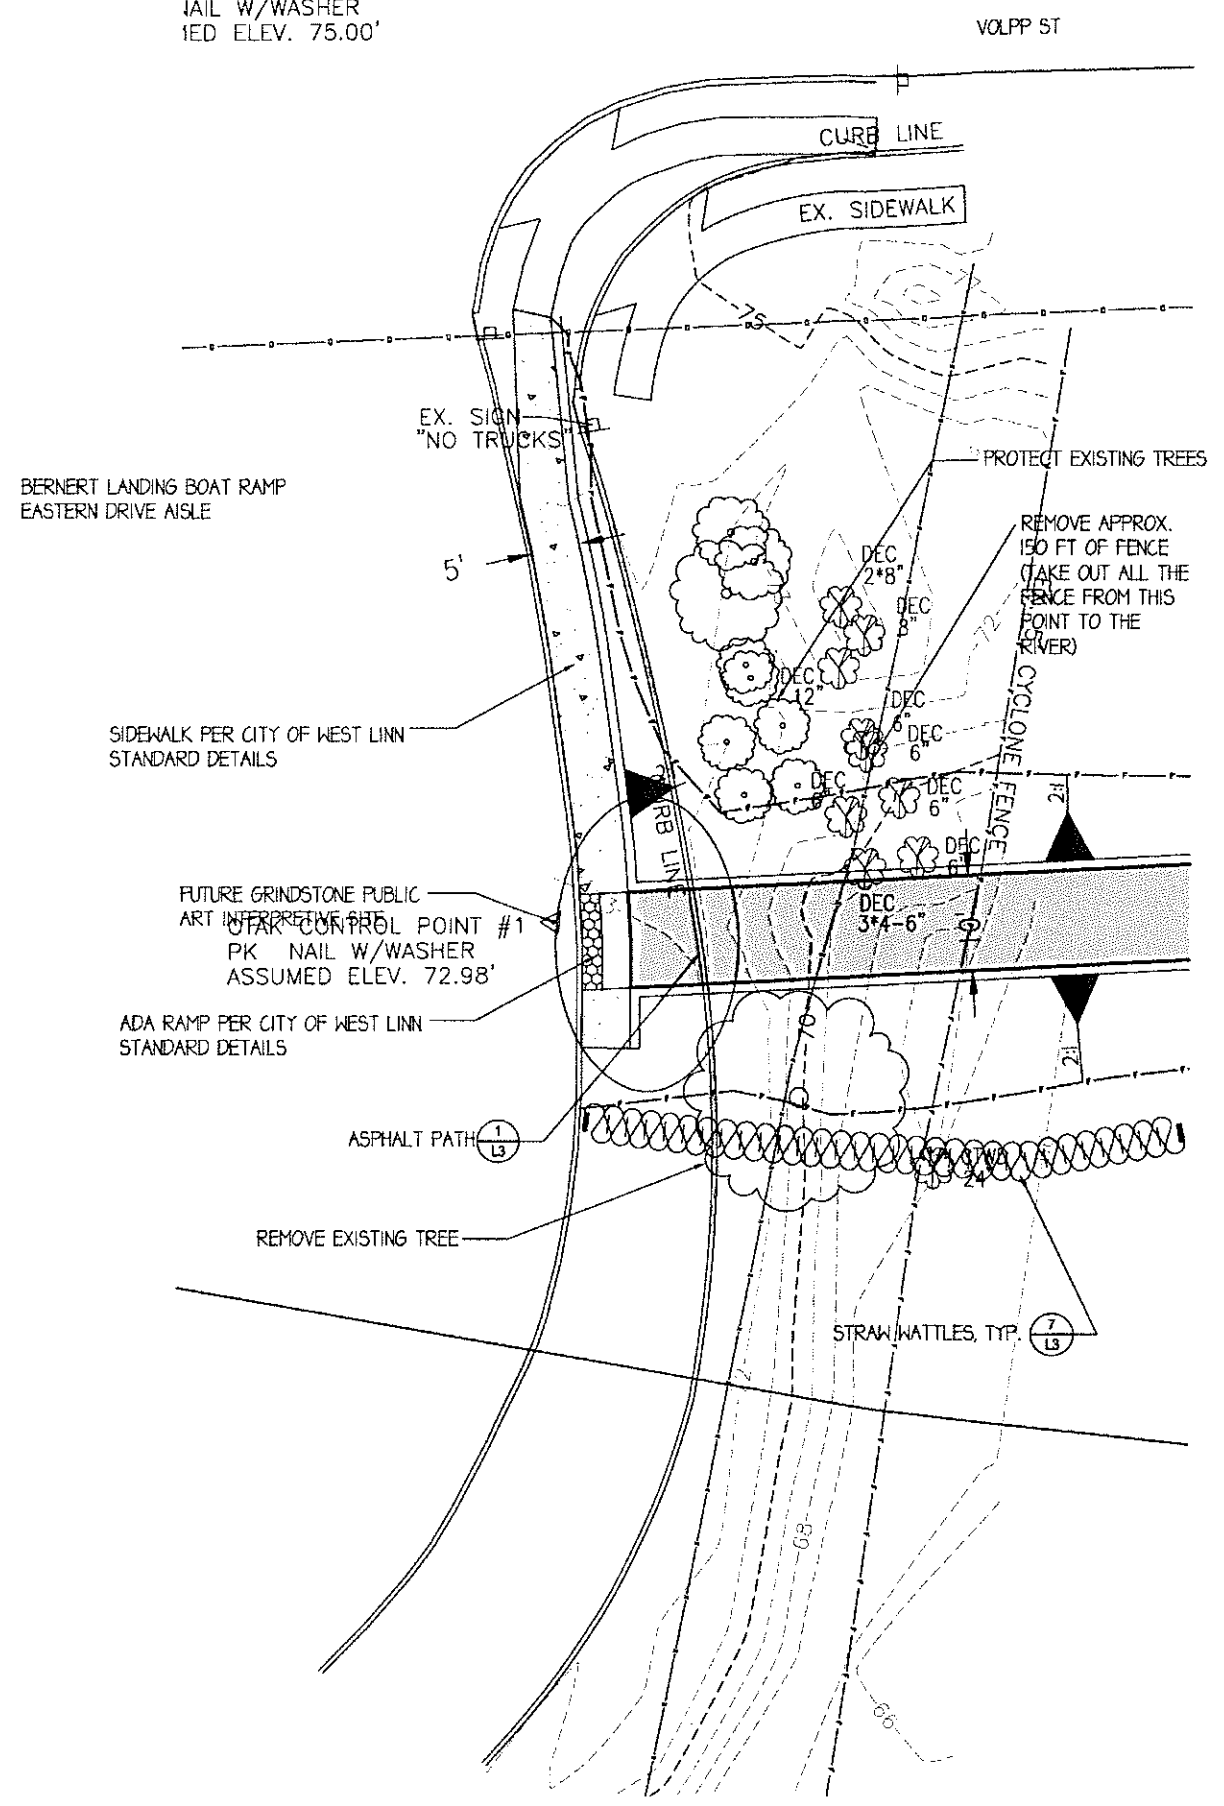 NAIL W/WASHER
ELEV. 75.00'
VOLPP ST
CURB LINE
EX. SIDEWALK
75
EX. SIGN
"NO TRUCKS"
PROTECT EXISTING TREES
BERNERT LANDING BOAT RAMP
EASTERN DRIVE AISLE
REMOVE APPROX.
150 FT OF FENCE
(TAKE OUT ALL THE
FENCE FROM THIS
POINT TO THE
RIVER)
5'
DEC
2*8"
DEC
8"
72
DEC
12"
CYCLONE FENCE
DEC
6"
DEC
6"
SIDEWALK PER CITY OF WEST LINN
STANDARD DETAILS
DEC
DEC
6"
2:1
CURB LINE
DEC
6"
FUTURE GRINDSTONE PUBLIC
ART INTERPRETIVE SITE
OTAK CONTROL POINT #1
PK NAIL W/WASHER
ASSUMED ELEV. 72.98'
DEC
3*4-6"
ADA RAMP PER CITY OF WEST LINN
STANDARD DETAILS
70
2:1
ASPHALT PATH
1
L3
24
REMOVE EXISTING TREE
STRAW WATTLES, TYP.
7
L3
68
66